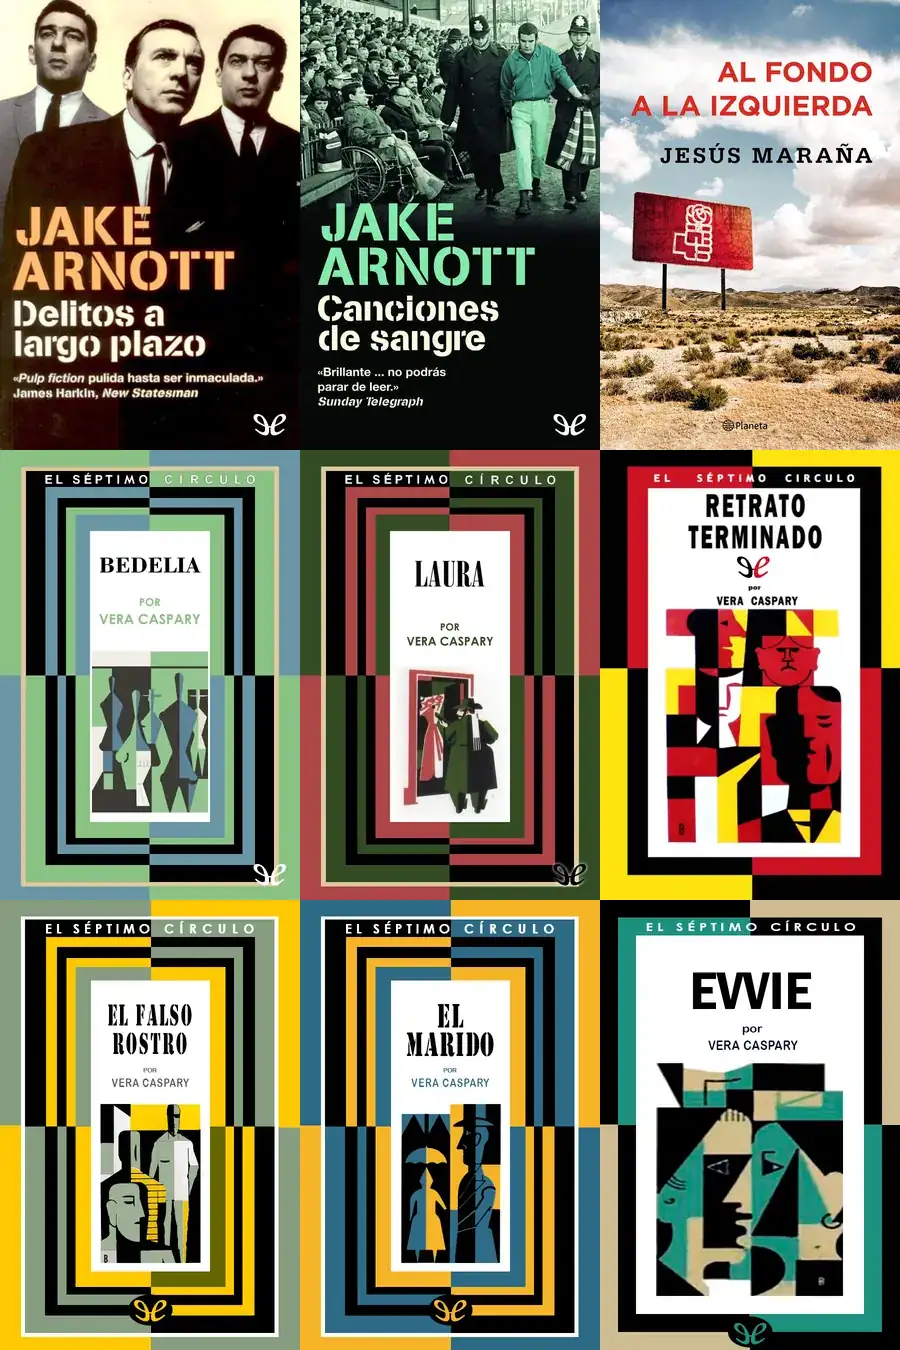 JAKE
ARNOTT
Delitos a
largo plazo
«Pulp fiction pulida hasta ser inmaculada.»
James Harkin, New Statesman
JAKE
ARNOTT
Canciones
de sangre
«Brillante ... no podrás
parar de leer.»
Sunday Telegraph
AL FONDO
A LA IZQUIERDA
JESÚS MARAÑA
Planeta
EL SÉPTIMO CÍRCULO
BEDELIA
POR
VERA CASPARY
EL SÉPTIMO CÍRCULO
LAURA
POR
VERA CASPARY
EL SÉPTIMO CÍRCULO
RETRATO
TERMINADO
por
VERA CASPARY
B
EL SÉPTIMO CÍRCULO
EL FALSO
ROSTRO
POR
VERA CASPARY
B
EL SÉPTIMO CÍRCULO
EL
MARIDO
POR
VERA CASPARY
EL SÉPTIMO CÍRCULO
EVVIE
por
VERA CASPARY
B